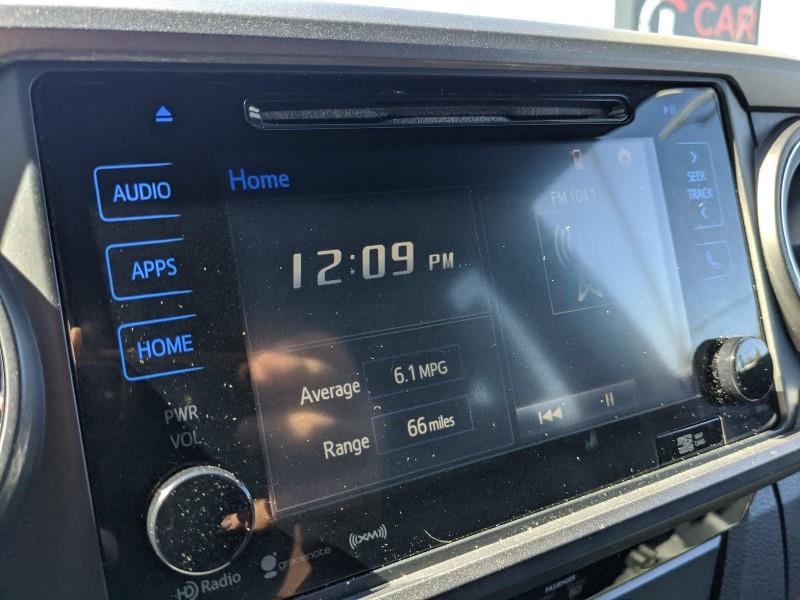 CAR
AUDIO
APPS
HOME
PWR
VOL
Home
12:09 PM
Average
6.1 MPG
Range
66 miles
FM 104.1
SEEK
TRACK
HD Radio
gracenote
((XM))
PASSENGER